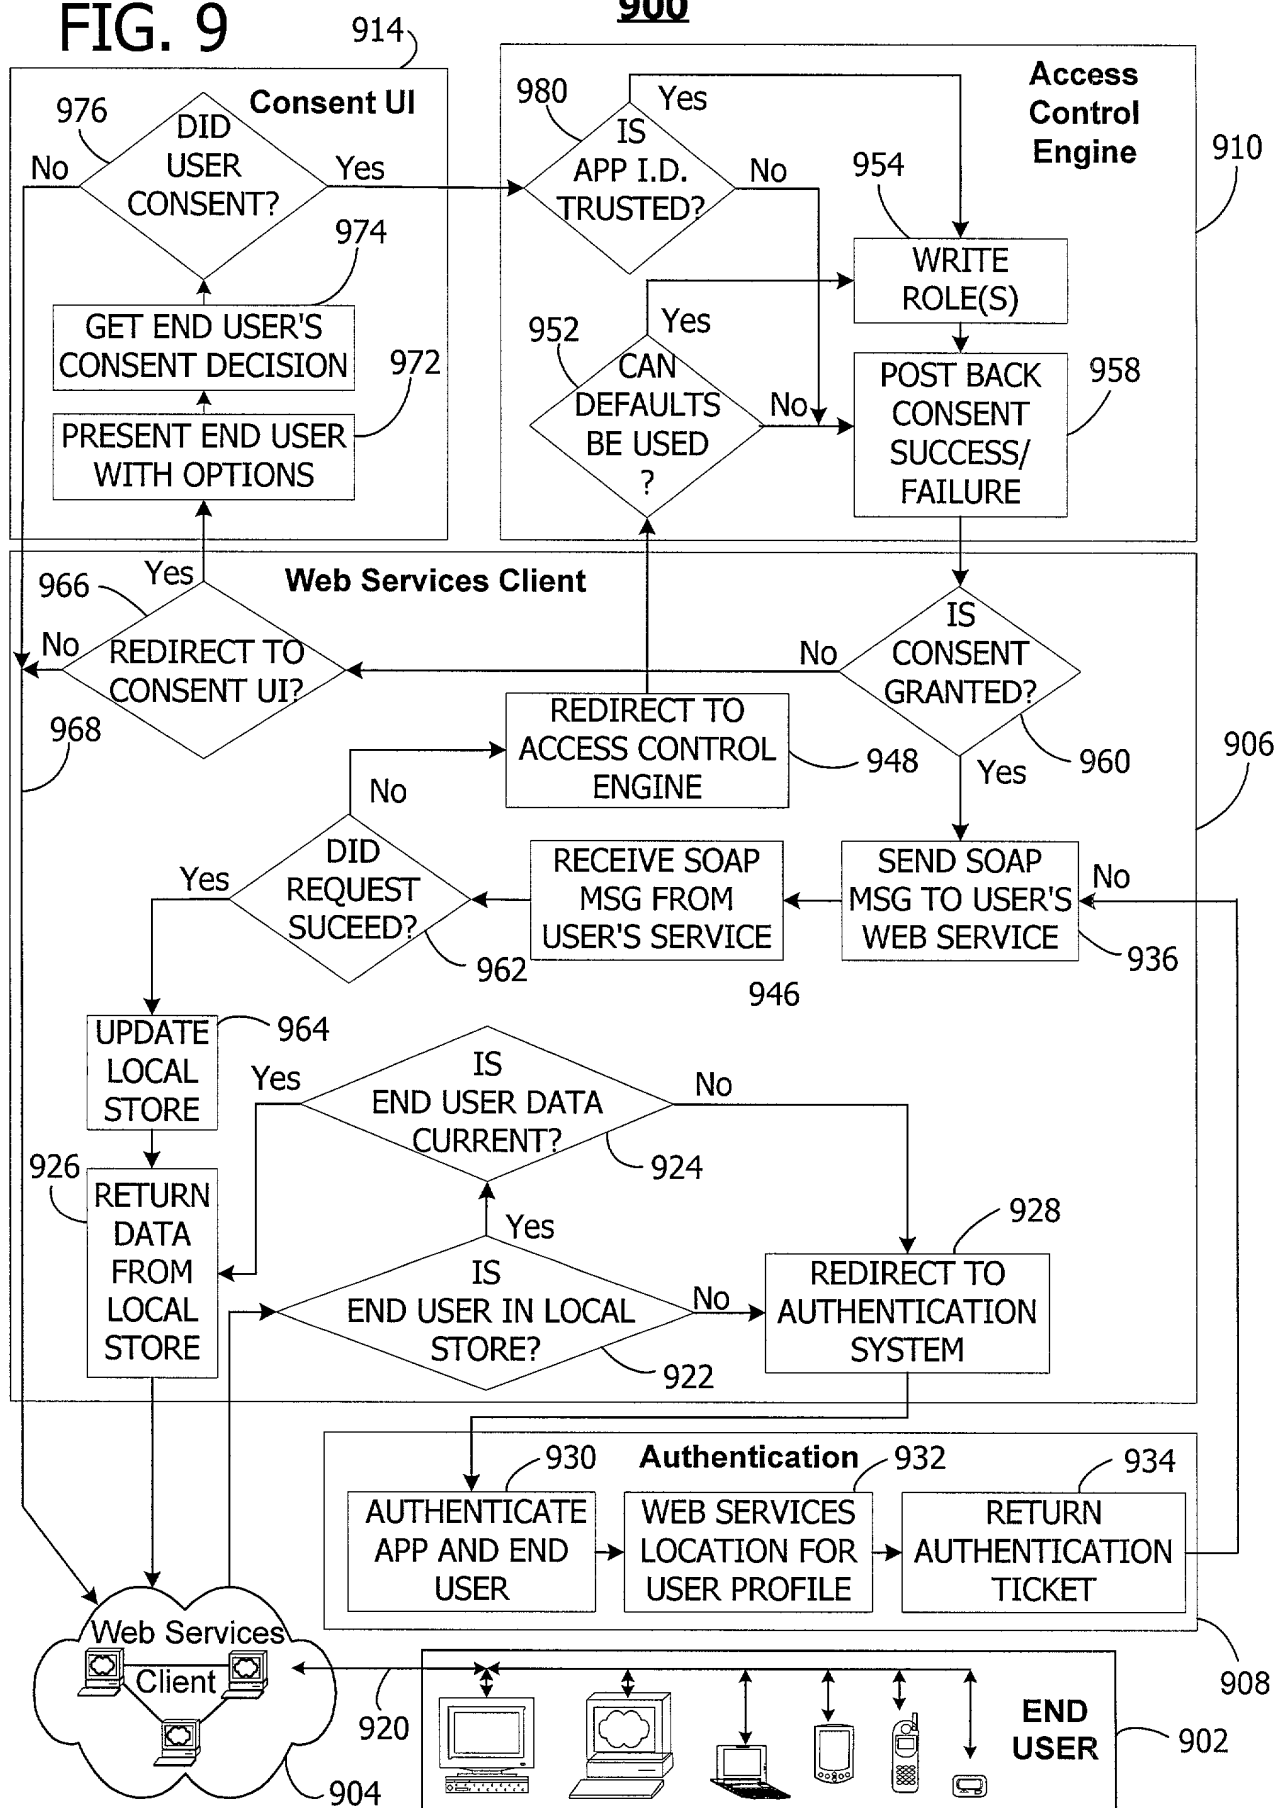 FIG. 9
900
914
Consent UI
976
DID
USER
CONSENT?
No
Yes
974
GET END USER'S
CONSENT DECISION
972
PRESENT END USER
WITH OPTIONS
Access
Control
Engine
910
980
IS
APP I.D.
TRUSTED?
Yes
No
954
WRITE
ROLE(S)
952
Yes
CAN
DEFAULTS
BE USED
?
No
POST BACK
CONSENT
SUCCESS/
FAILURE
958
Web Services Client
966
Yes
No
REDIRECT TO
CONSENT UI?
968
No
IS
CONSENT
GRANTED?
960
Yes
906
REDIRECT TO
ACCESS CONTROL
ENGINE
948
No
Yes
DID
REQUEST
SUCEED?
962
RECEIVE SOAP
MSG FROM
USER'S SERVICE
946
SEND SOAP
MSG TO USER'S
WEB SERVICE
No
936
UPDATE
LOCAL
STORE
964
Yes
IS
END USER DATA
CURRENT?
No
924
926
RETURN
DATA
FROM
LOCAL
STORE
Yes
IS
END USER IN LOCAL
STORE?
No
922
928
REDIRECT TO
AUTHENTICATION
SYSTEM
Authentication
930
AUTHENTICATE
APP AND END
USER
932
WEB SERVICES
LOCATION FOR
USER PROFILE
934
RETURN
AUTHENTICATION
TICKET
908
Web Services
Client
904
920
END
USER
902